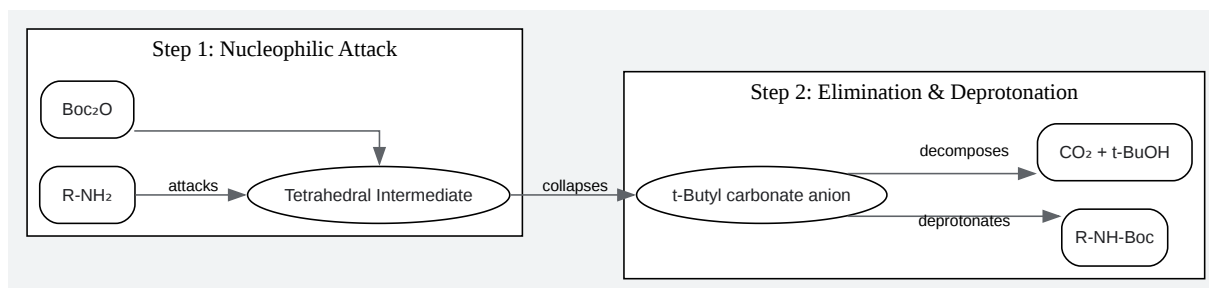 Step 1: Nucleophilic Attack
Boc₂O
R-NH₂
attacks
Tetrahedral Intermediate
collapses
Step 2: Elimination & Deprotonation
t-Butyl carbonate anion
decomposes
CO₂ + t-BuOH
deprotonates
R-NH-Boc